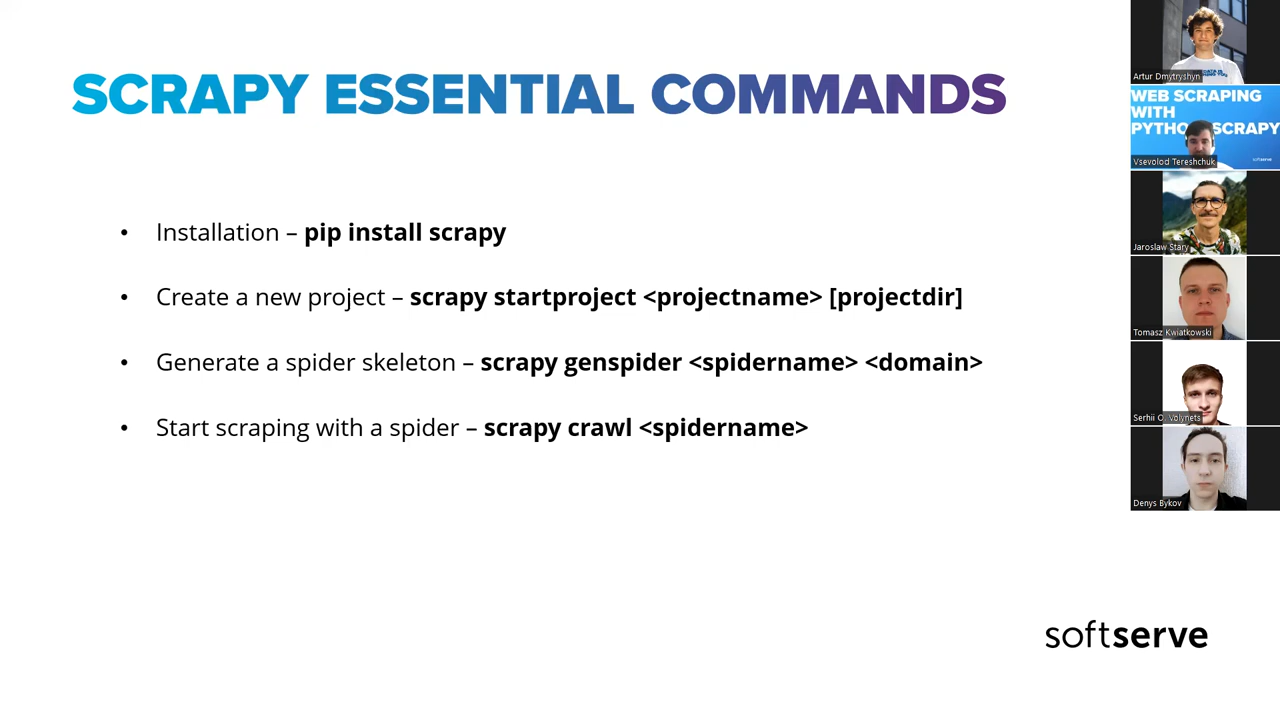 SCRAPY ESSENTIAL COMMANDS
• Installation – pip install scrapy
• Create a new project – scrapy startproject <projectname> [projectdir]
• Generate a spider skeleton – scrapy genspider <spidername> <domain>
• Start scraping with a spider – scrapy crawl <spidername>
softserve
Artur Dmytryshyn
WEB SCRAPING
WITH
SCRAPY
softserve
Vsevolod Tereshchuk
Jaroslaw Stary
Tomasz Kwiatkowski
Serhii O. Volynets
Denys Bykov